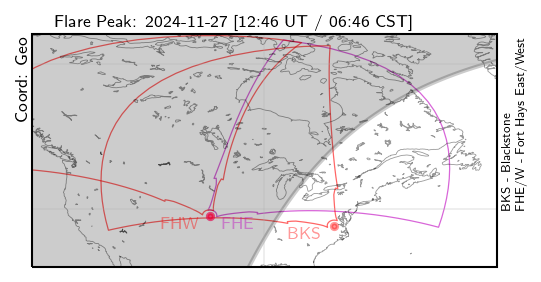 Flare Peak: 2024-11-27 [12:46 UT / 06:46 CST]
Coord: Geo
FHW
FHE
BKS
BKS - Blackstone
FHE/W - Fort Hays East/West